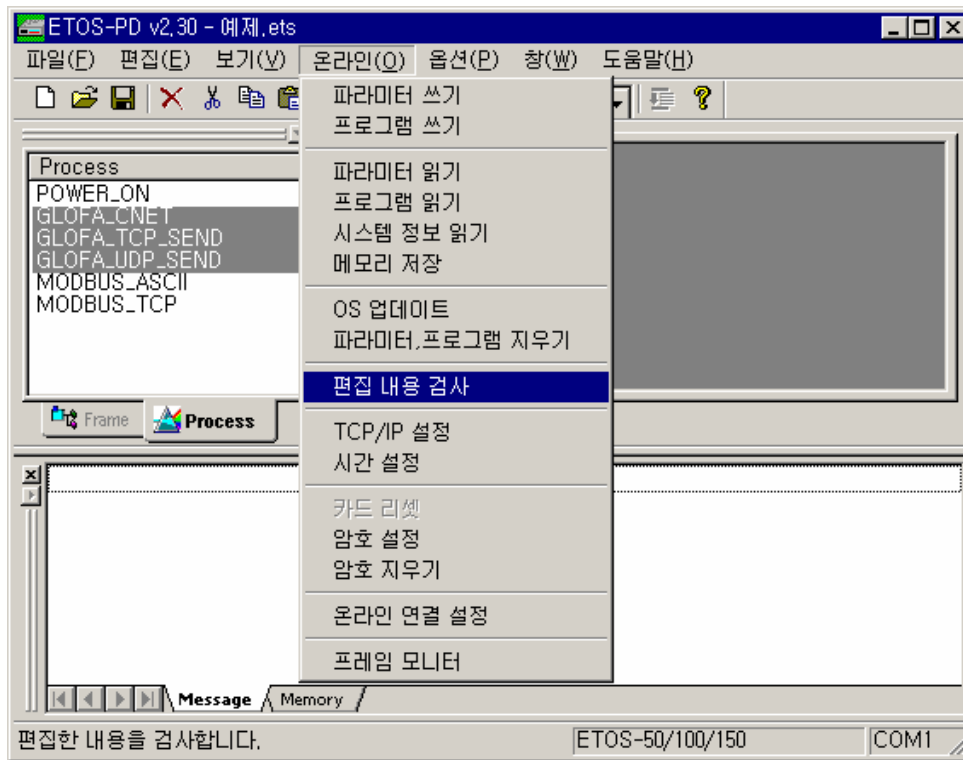 ETOS-PD v2,30 - 예제,ets
파일(F) 편집(E) 보기(V) 온라인(O) 옵션(P) 창(W) 도움말(H)
파라미터 쓰기
프로그램 쓰기
파라미터 읽기
프로그램 읽기
시스템 정보 읽기
메모리 저장
OS 업데이트
파라미터,프로그램 지우기
편집 내용 검사
TCP/IP 설정
시간 설정
카드 리셋
암호 설정
암호 지우기
온라인 연결 설정
프레임 모니터
Process
POWER_ON
GLOFA_CNET
GLOFA_TCP_SEND
GLOFA_UDP_SEND
MODBUS_ASCII
MODBUS_TCP
Frame Process
Message Memory
편집한 내용을 검사합니다, ETOS-50/100/150 COM1